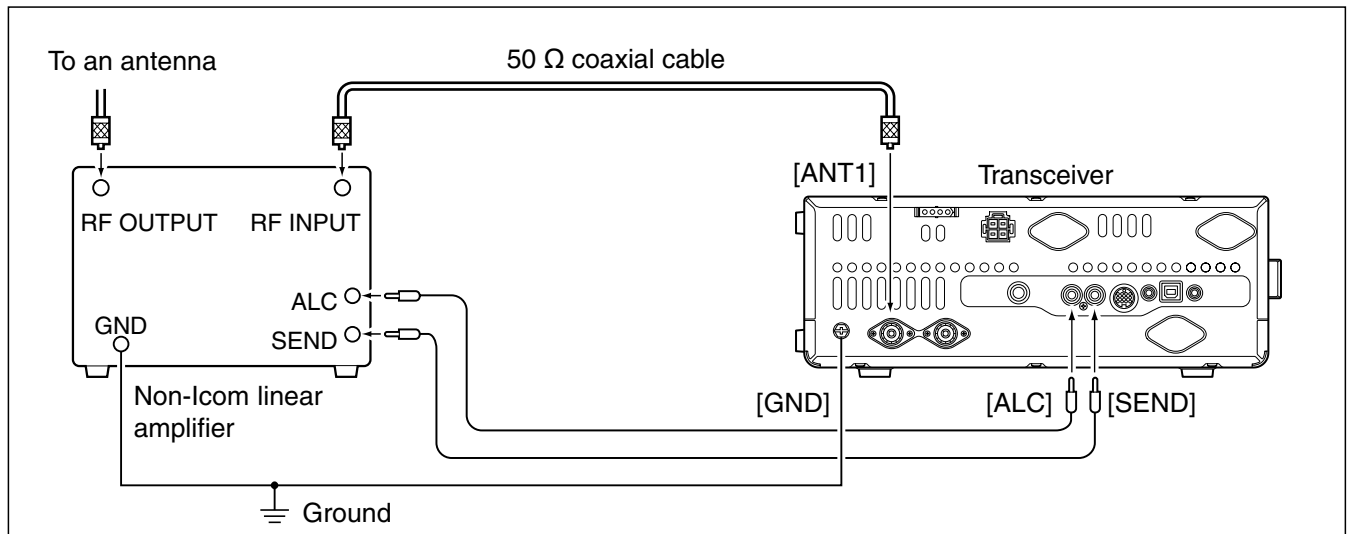 To an antenna
50 Ω coaxial cable
[ANT1]
Transceiver
RF OUTPUT
RF INPUT
ALC
GND
SEND
Non-Icom linear
amplifier
[GND]
[ALC]
[SEND]
Ground